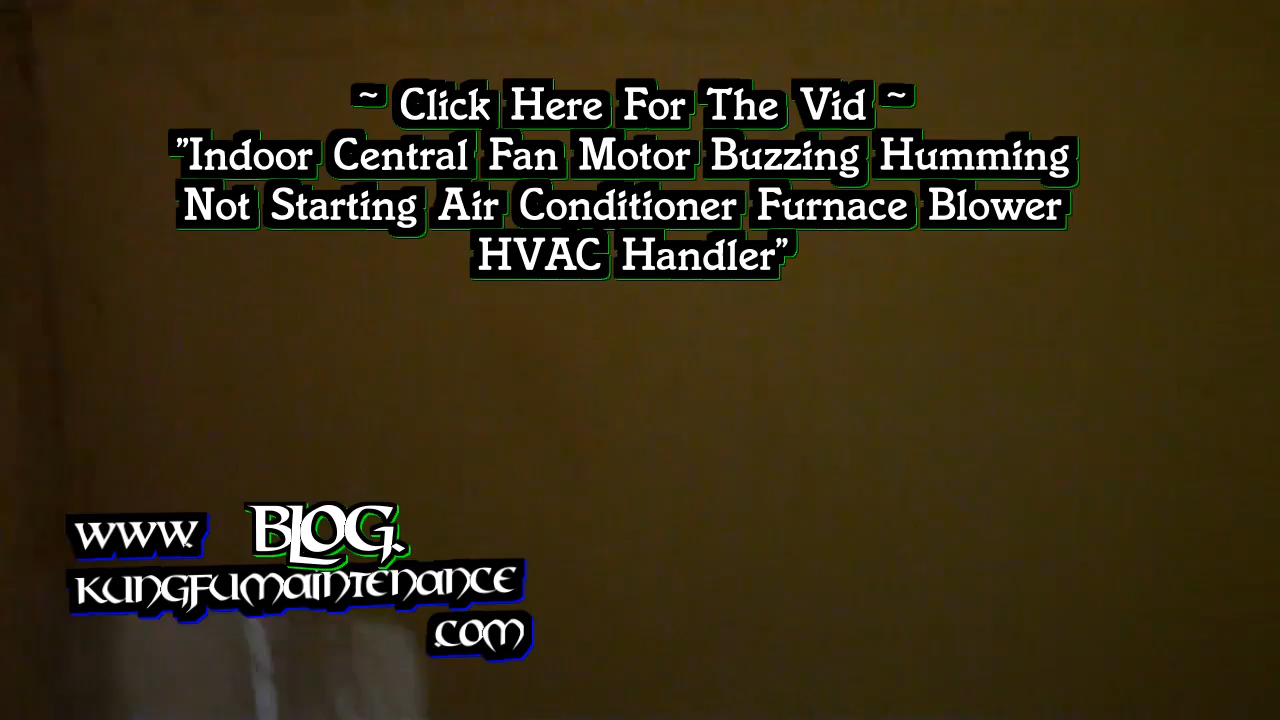 ~ Click Here For The Vid ~
"Indoor Central Fan Motor Buzzing Humming
Not Starting Air Conditioner Furnace Blower
HVAC Handler"
www. BLOG.
KUNGFUMAINTENANCE
.COM